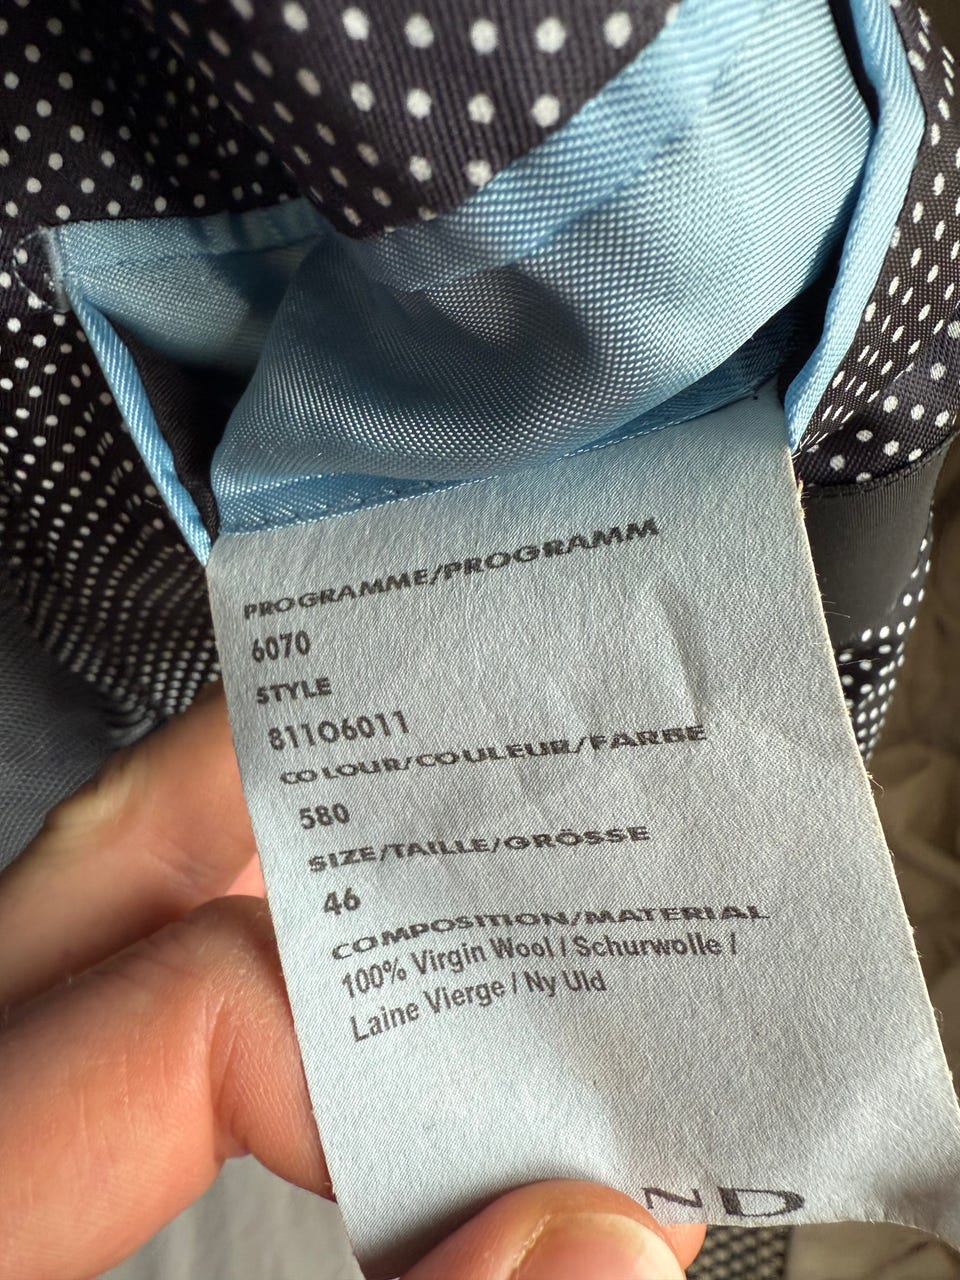 PROGRAMME/PROGRAMM
6070
STYLE
811O6011
COLOUR/COULEUR/FARBE
580
SIZE/TAILLE/GRÖSSE
46
COMPOSITION/MATERIAL
100% Virgin Wool / Schurwolle /
Laine Vierge / Ny Uld